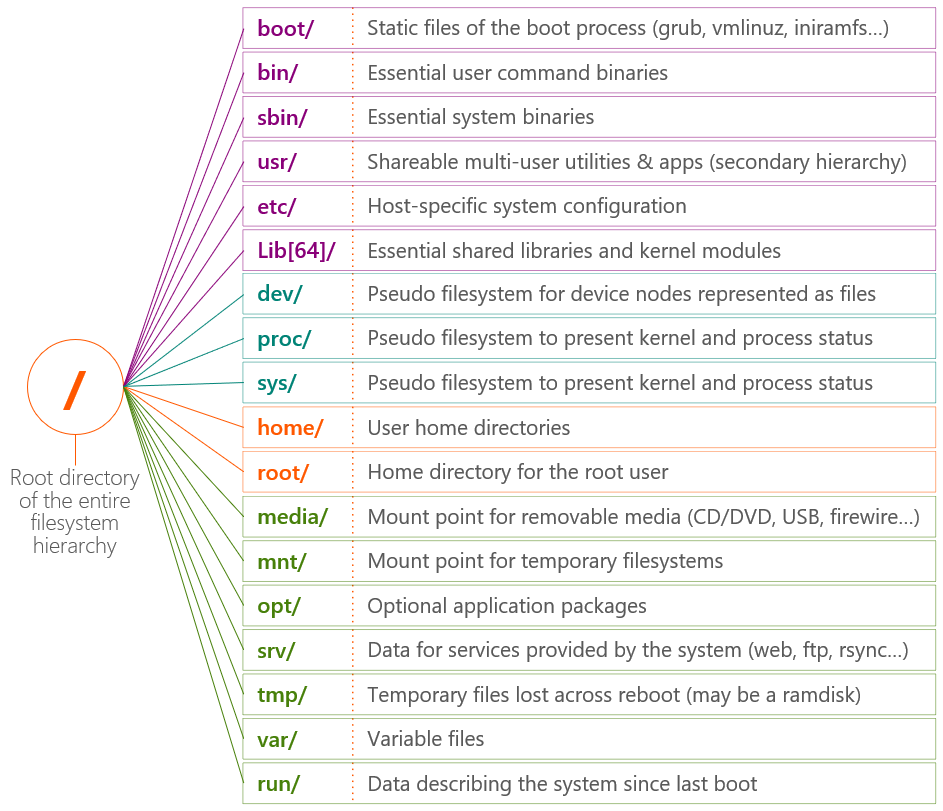 /
Root directory
of the entire
filesystem
hierarchy
boot/ Static files of the boot process (grub, vmlinuz, iniramfs...)
bin/ Essential user command binaries
sbin/ Essential system binaries
usr/ Shareable multi-user utilities & apps (secondary hierarchy)
etc/ Host-specific system configuration
Lib[64]/ Essential shared libraries and kernel modules
dev/ Pseudo filesystem for device nodes represented as files
proc/ Pseudo filesystem to present kernel and process status
sys/ Pseudo filesystem to present kernel and process status
home/ User home directories
root/ Home directory for the root user
media/ Mount point for removable media (CD/DVD, USB, firewire...)
mnt/ Mount point for temporary filesystems
opt/ Optional application packages
srv/ Data for services provided by the system (web, ftp, rsync...)
tmp/ Temporary files lost across reboot (may be a ramdisk)
var/ Variable files
run/ Data describing the system since last boot